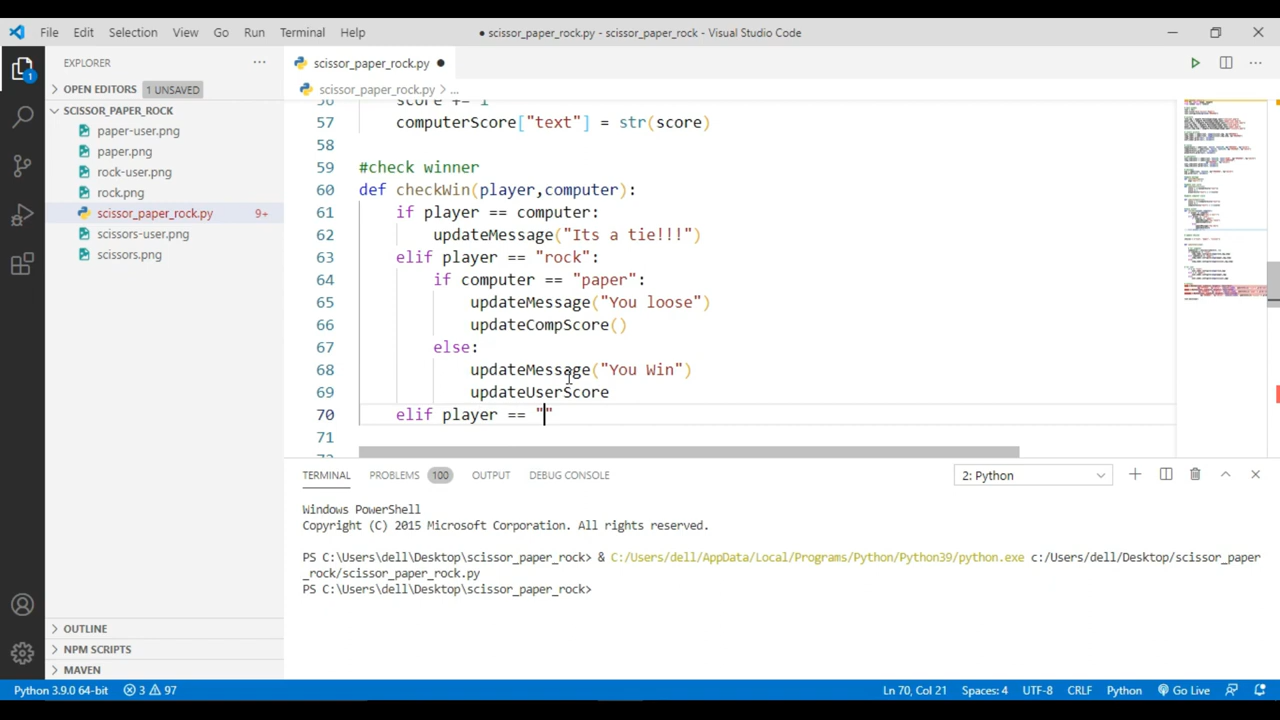 File Edit Selection View Go Run Terminal Help
● scissor_paper_rock.py - scissor_paper_rock - Visual Studio Code
EXPLORER
OPEN EDITORS 1 UNSAVED
SCISSOR_PAPER_ROCK
paper-user.png
paper.png
rock-user.png
rock.png
scissor_paper_rock.py 9+
scissors-user.png
scissors.png
OUTLINE
NPM SCRIPTS
MAVEN
1
scissor_paper_rock.py ●
scissor_paper_rock.py > ...
56 score += 1
57 computerScore["text"] = str(score)
58
59 #check winner
60 def checkWin(player,computer):
61 if player == computer:
62 updateMessage("Its a tie!!!")
63 elif player == "rock":
64 if computer == "paper":
65 updateMessage("You loose")
66 updateCompScore()
67 else:
68 updateMessage("You Win")
69 updateUserScore
70 elif player == ""
71
TERMINAL PROBLEMS 100 OUTPUT DEBUG CONSOLE 2: Python
Windows PowerShell
Copyright (C) 2015 Microsoft Corporation. All rights reserved.
PS C:\Users\dell\Desktop\scissor_paper_rock> & C:/Users/dell/AppData/Local/Programs/Python/Python39/python.exe c:/Users/dell/Desktop/scissor_paper
_rock/scissor_paper_rock.py
PS C:\Users\dell\Desktop\scissor_paper_rock>
Python 3.9.0 64-bit 3 97 Ln 70, Col 21 Spaces: 4 UTF-8 CRLF Python Go Live